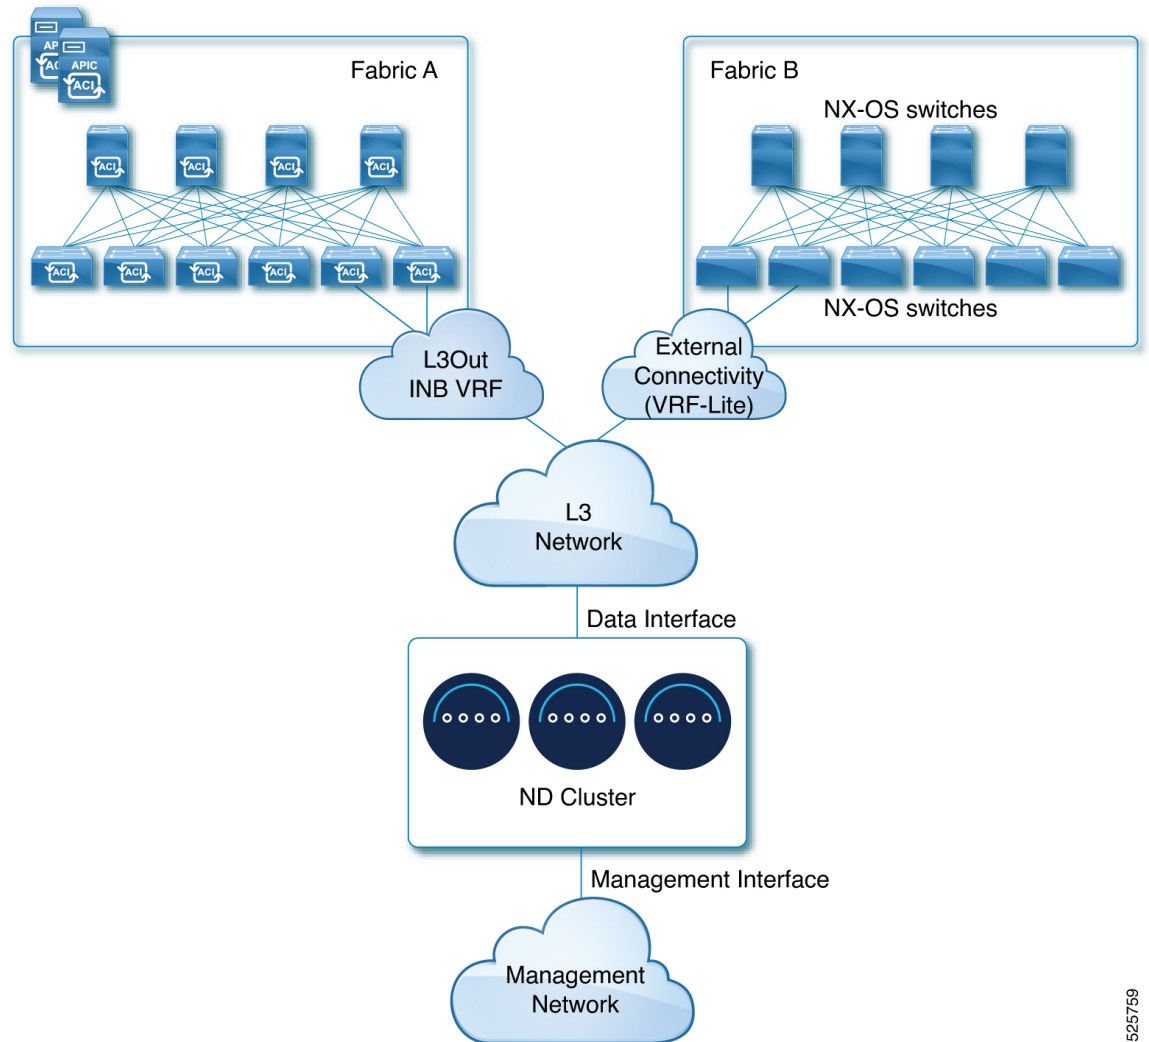 AP
AC
APIC
ACI
Fabric A
ACI
ACI
ACI
ACI
ACI
ACI
ACI
ACI
ACI
ACI
Fabric B
NX-OS switches
NX-OS switches
L3Out
INB VRF
External
Connectivity
(VRF-Lite)
L3
Network
Data Interface
ND Cluster
Management Interface
Management
Network
525759